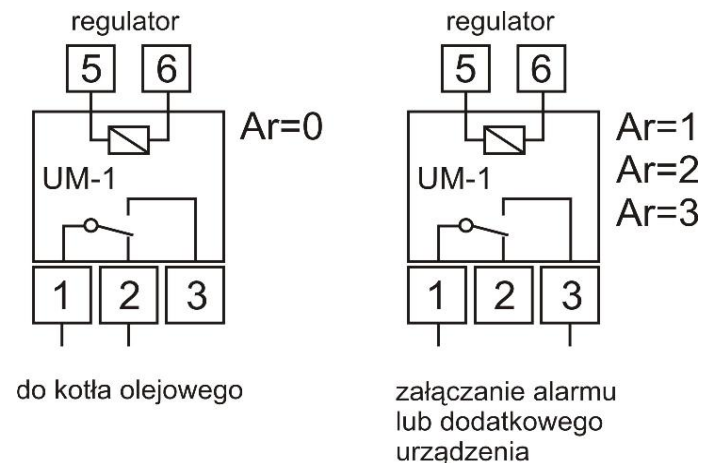 regulator
5 6
Ar=0
UM-1
1 2 3
do kotła olejowego
regulator
5 6
Ar=1
Ar=2
Ar=3
UM-1
1 2 3
załączanie alarmu
lub dodatkowego
urządzenia